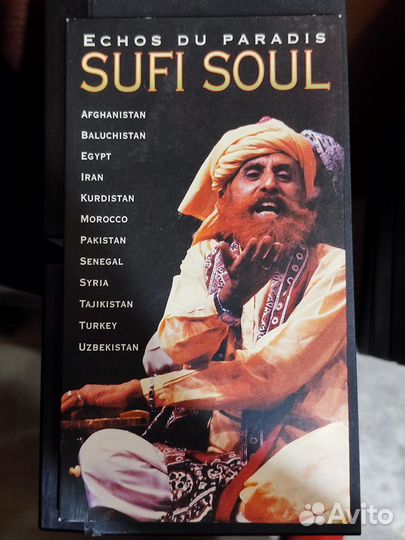 ECHOS DU PARADIS
SUFI SOUL
AFGHANISTAN
BALUCHISTAN
EGYPT
IRAN
KURDISTAN
MOROCCO
PAKISTAN
SENEGAL
SYRIA
TAJIKISTAN
TURKEY
UZBEKISTAN
Avito